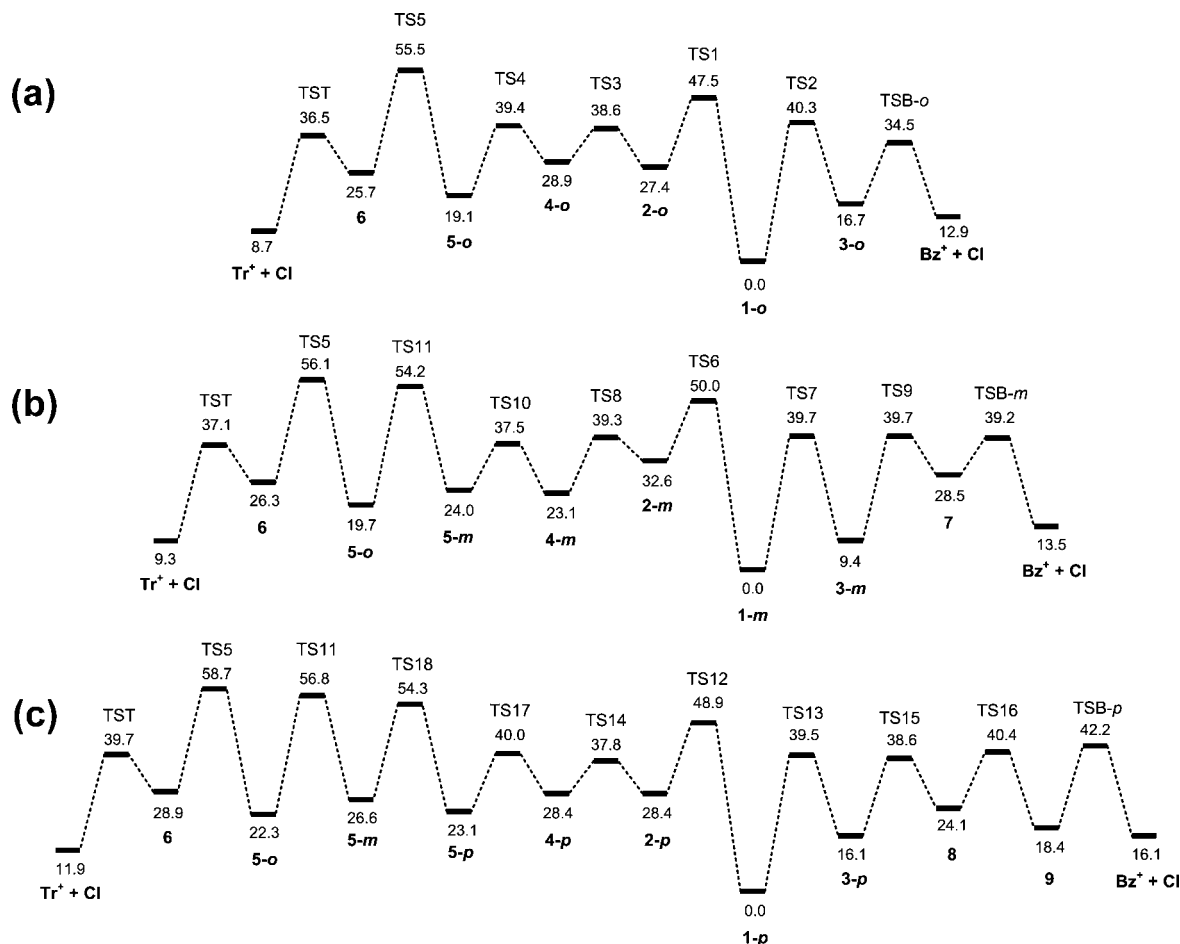 (a)
TS5
55.5
TS1
47.5
TST
36.5
TS4
39.4
TS3
38.6
TS2
40.3
TSB-o
34.5
25.7
6
19.1
5-o
28.9
4-o
27.4
2-o
16.7
3-o
8.7
Tr⁺ + Cl
12.9
Bz⁺ + Cl
0.0
1-o
(b)
TS5
56.1
TS11
54.2
TS6
50.0
TST
37.1
TS10
37.5
TS8
39.3
TS7
39.7
TS9
39.7
TSB-m
39.2
26.3
6
19.7
5-o
24.0
5-m
23.1
4-m
32.6
2-m
28.5
7
9.3
Tr⁺ + Cl
9.4
3-m
13.5
Bz⁺ + Cl
0.0
1-m
(c)
TS5
58.7
TS11
56.8
TS18
54.3
TS12
48.9
TST
39.7
TS17
40.0
TS14
37.8
TS13
39.5
TS15
38.6
TS16
40.4
TSB-p
42.2
28.9
6
22.3
5-o
26.6
5-m
23.1
5-p
28.4
4-p
28.4
2-p
16.1
3-p
24.1
8
18.4
9
11.9
Tr⁺ + Cl
16.1
Bz⁺ + Cl
0.0
1-p